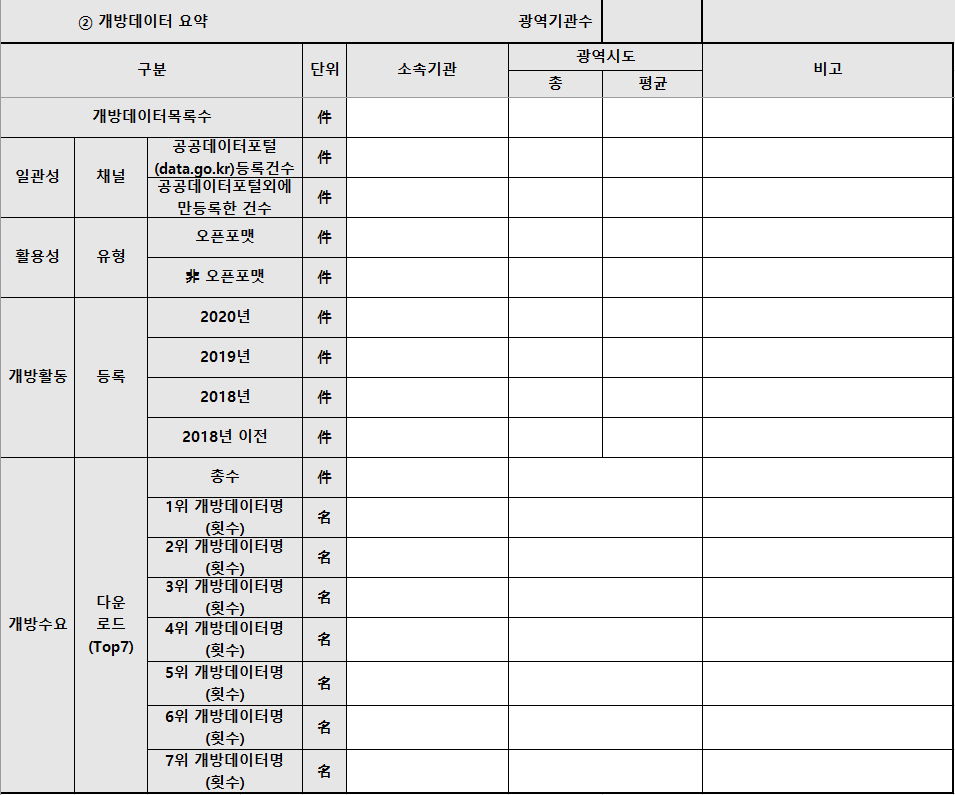 ② 개방데이터 요약 광역기관수
구분 단위 소속기관 광역시도 비고
총 평균
개방데이터목록수 件
일관성 채널 공공데이터포털
(data.go.kr)등록건수 件
공공데이터포털외에
만등록한 건수 件
활용성 유형 오픈포맷 件
非 오픈포맷 件
개방활동 등록 2020년 件
2019년 件
2018년 件
2018년 이전 件
개방수요 다운
로드
(Top7) 총수 件
1위 개방데이터명
(횟수) 名
2위 개방데이터명
(횟수) 名
3위 개방데이터명
(횟수) 名
4위 개방데이터명
(횟수) 名
5위 개방데이터명
(횟수) 名
6위 개방데이터명
(횟수) 名
7위 개방데이터명
(횟수) 名